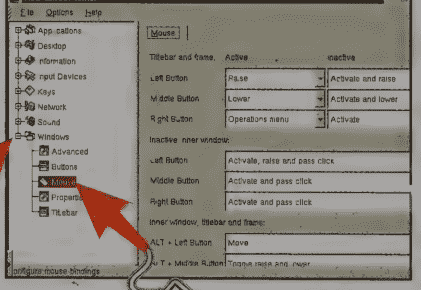 File Options Help
Applications
Desktop
Information
Input Devices
Keys
Network
Sound
Windows
Advanced
Buttons
Mouse
Properties
Titlebar
Mouse
Titlebar and frame: Active Inactive
Left Button Raise Activate and raise
Middle Button Lower Activate and lower
Right Button Operations menu Activate
Inactive inner window:
Left Button Activate, raise and pass click
Middle Button Activate and pass click
Right Button Activate and pass click
Inner window, titlebar and frame:
ALT + Left Button Move
ALT + Middle Button Toggle raise and lower
Configure mouse bindings